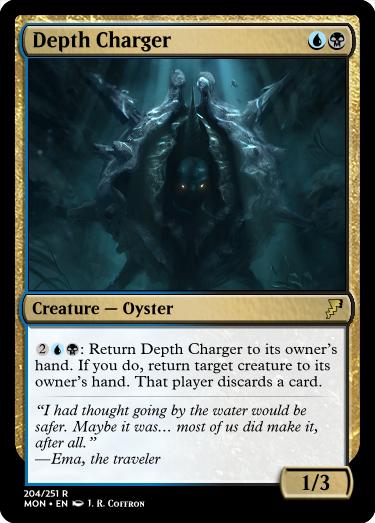 Depth Charger
Creature — Oyster
2: Return Depth Charger to its owner's
hand. If you do, return target creature to its
owner's hand. That player discards a card.
"I had thought going by the water would be
safer. Maybe it was... most of us did make it,
after all."
—Ema, the traveler
1/3
204/251 R
MON • EN J. R. Coffron